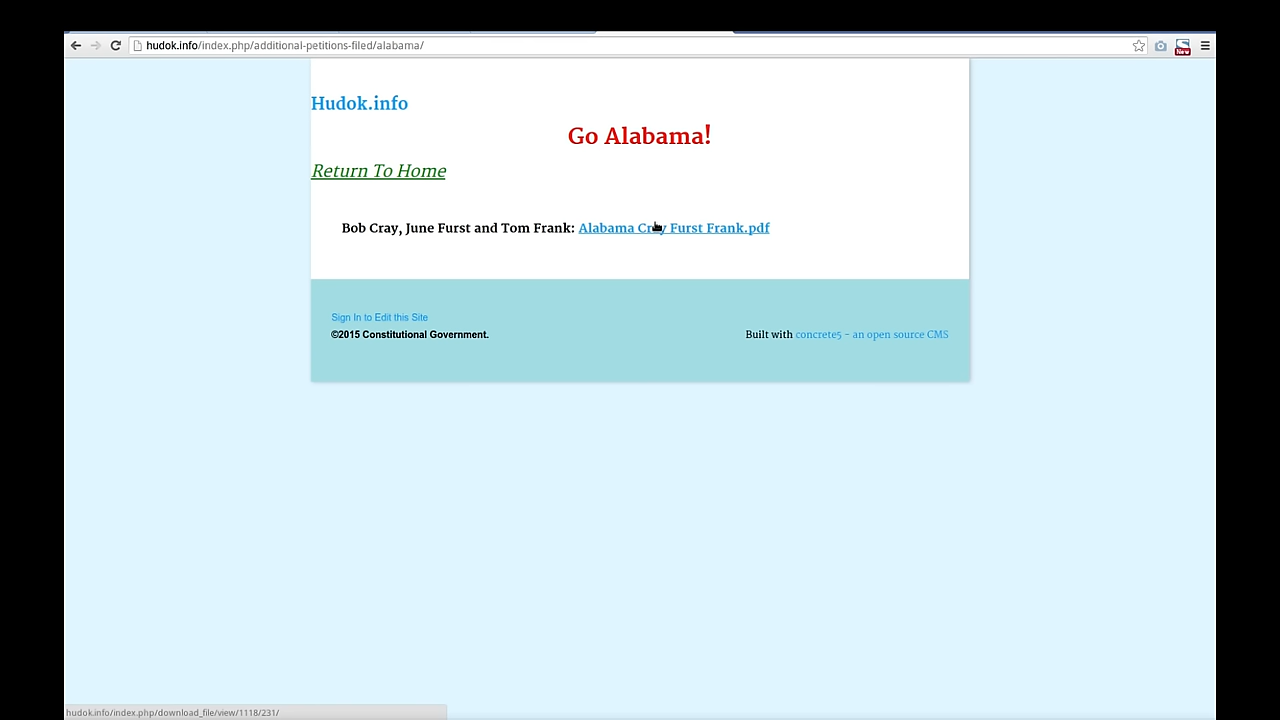 hudok.info/index.php/additional-petitions-filed/alabama/
New
Hudok.info
Go Alabama!
Return To Home
Bob Cray, June Furst and Tom Frank: Alabama Cray Furst Frank.pdf
Sign In to Edit this Site
©2015 Constitutional Government.
Built with concrete5 - an open source CMS
hudok.info/index.php/download_file/view/1118/231/